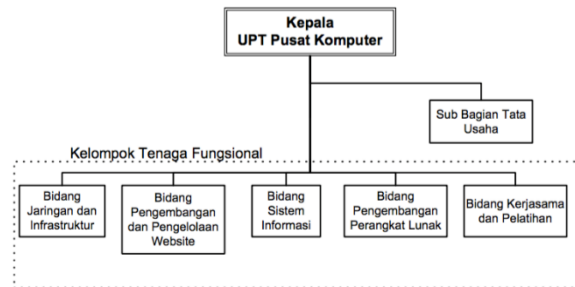 Kepala
UPT Pusat Komputer
Sub Bagian Tata
Usaha
Kelompok Tenaga Fungsional
Bidang
Jaringan dan
Infrastruktur
Bidang
Pengembangan
dan Pengelolaan
Website
Bidang
Sistem
Informasi
Bidang
Pengembangan
Perangkat Lunak
Bidang Kerjasama
dan Pelatihan